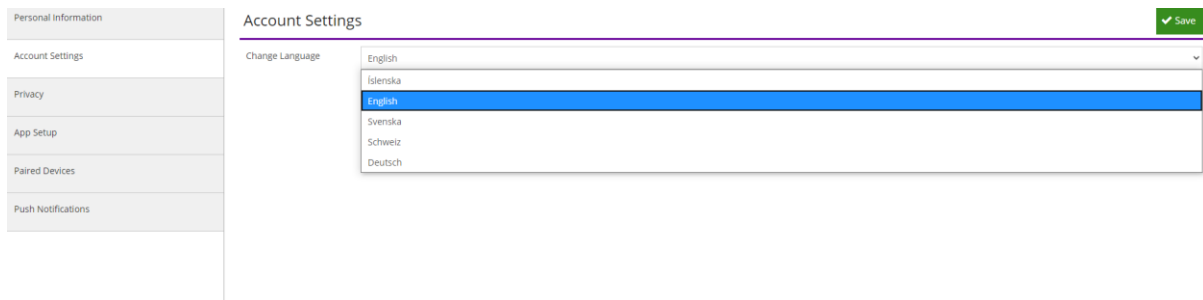 Personal Information
Account Settings
Privacy
App Setup
Paired Devices
Push Notifications
Account Settings
Save
Change Language
English
Íslenska
English
Svenska
Schweiz
Deutsch